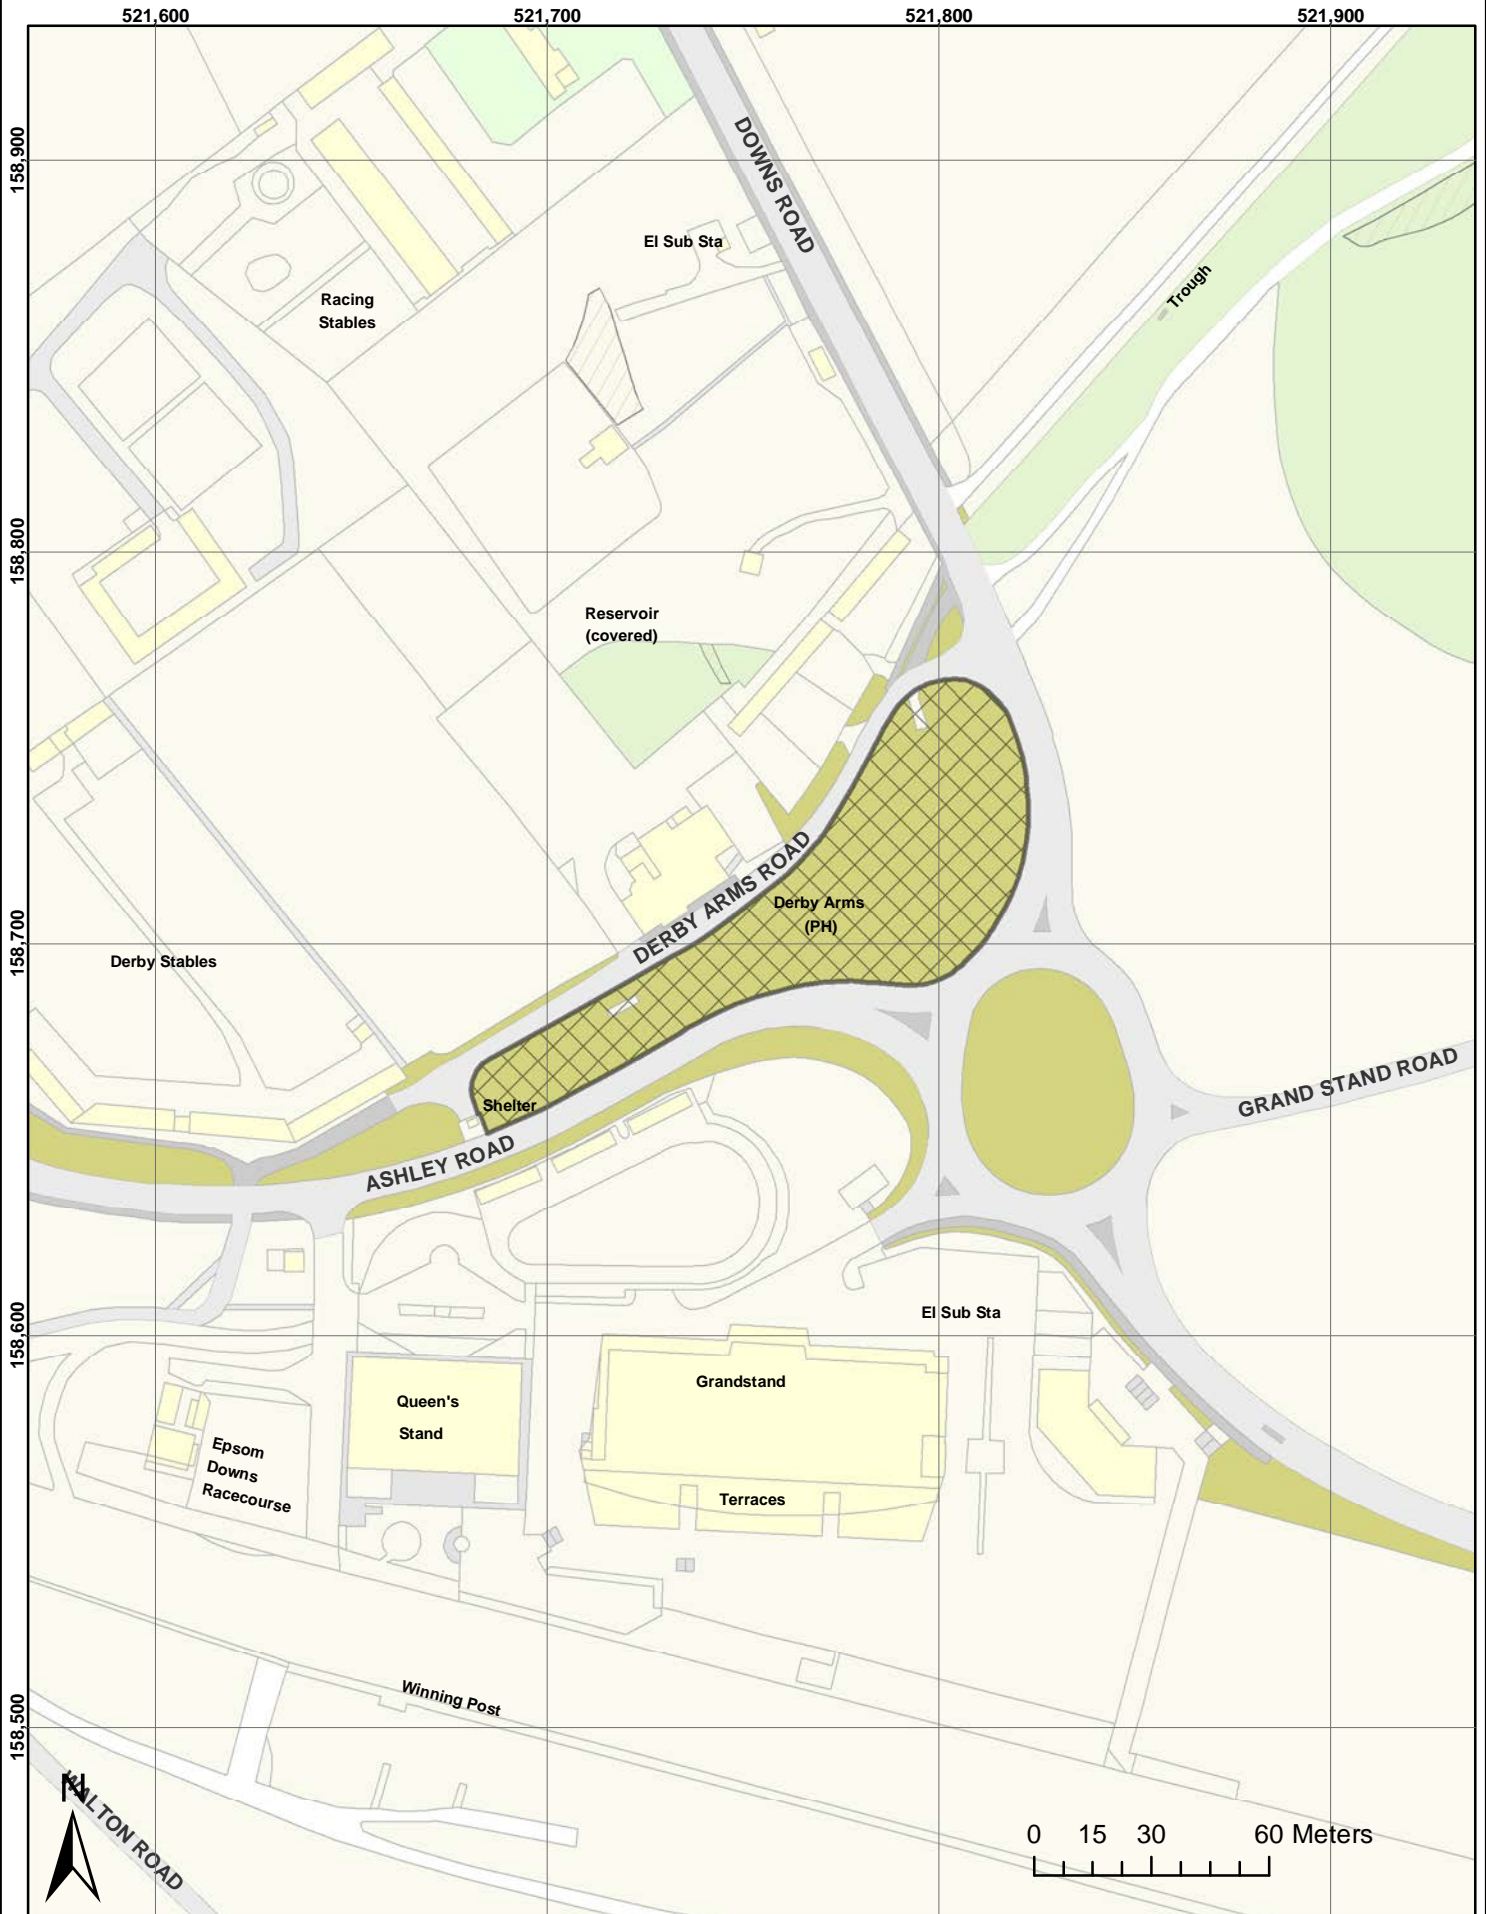 521,600
521,700
521,800
521,900
158,900
158,800
158,700
158,600
158,500
DOWNS ROAD
El Sub Sta
Trough
Racing
Stables
Reservoir
(covered)
DERBY ARMS ROAD
Derby Arms
(PH)
Derby Stables
GRAND STAND ROAD
Shelter
ASHLEY ROAD
El Sub Sta
Grandstand
Queen's
Stand
Epsom
Downs
Racecourse
Terraces
Winning Post
N
WALTON ROAD
0 15 30 60 Meters